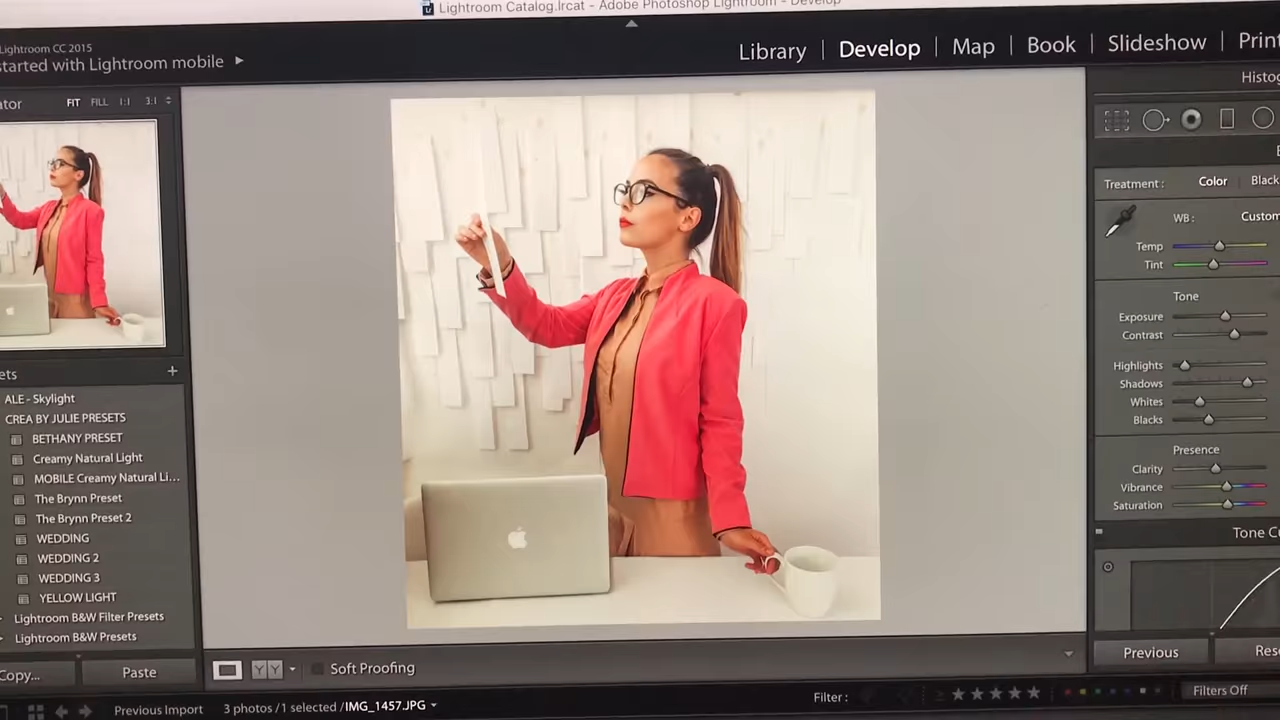 Lightroom Catalog.lrcat - Adobe Photoshop Lightroom - Develop
Lightroom CC 2015
started with Lightroom mobile
Library | Develop | Map | Book | Slideshow | Print
Histog
ator FIT FILL 1:1 3:1
Treatment : Color Black
WB : Custom
Temp
Tint
Tone
Exposure
Contrast
Highlights
Shadows
Whites
Blacks
Presence
Clarity
Vibrance
Saturation
Tone Cu
ets +
ALE - Skylight
CREA BY JULIE PRESETS
BETHANY PRESET
Creamy Natural Light
MOBILE Creamy Natural Li...
The Brynn Preset
The Brynn Preset 2
WEDDING
WEDDING 2
WEDDING 3
YELLOW LIGHT
Lightroom B&W Filter Presets
Lightroom B&W Presets
Copy... Paste
Y Y Soft Proofing
Previous Rese
Previous Import 3 photos / 1 selected / IMG_1457.JPG
Filter : Filters Off